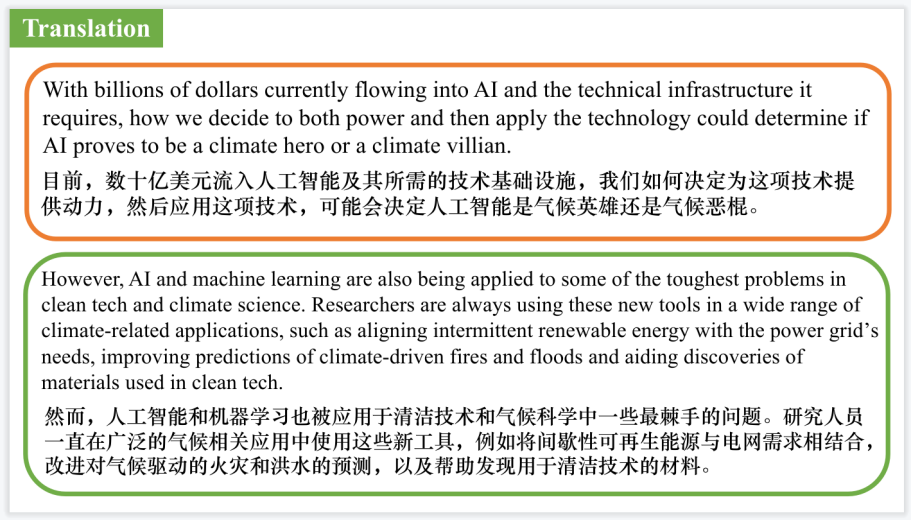 Translation
With billions of dollars currently flowing into AI and the technical infrastructure it
requires, how we decide to both power and then apply the technology could determine if
AI proves to be a climate hero or a climate villian.
目前，数十亿美元流入人工智能及其所需的技术基础设施，我们如何决定为这项技术提
供动力，然后应用这项技术，可能会决定人工智能是气候英雄还是气候恶棍。
However, AI and machine learning are also being applied to some of the toughest problems in
clean tech and climate science. Researchers are always using these new tools in a wide range of
climate-related applications, such as aligning intermittent renewable energy with the power grid’s
needs, improving predictions of climate-driven fires and floods and aiding discoveries of
materials used in clean tech.
然而，人工智能和机器学习也被应用于清洁技术和气候科学中一些最棘手的问题。研究人员
一直在广泛的气候相关应用中使用这些新工具，例如将间歇性可再生能源与电网需求相结合，
改进对气候驱动的火灾和洪水的预测，以及帮助发现用于清洁技术的材料。